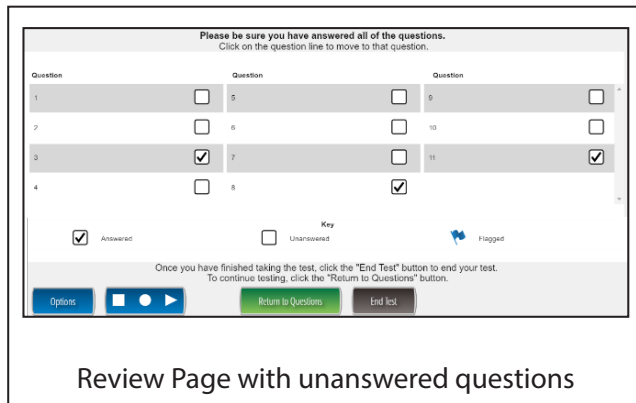 Please be sure you have answered all of the questions.
Click on the question line to move to that question.
Question Question Question
1 5 9
2 6 10
3 7 11
4 8
Key
Answered Unanswered Flagged
Once you have finished taking the test, click the "End Test" button to end your test.
To continue testing, click the "Return to Questions" button.
Options Return to Questions End Test
Review Page with unanswered questions